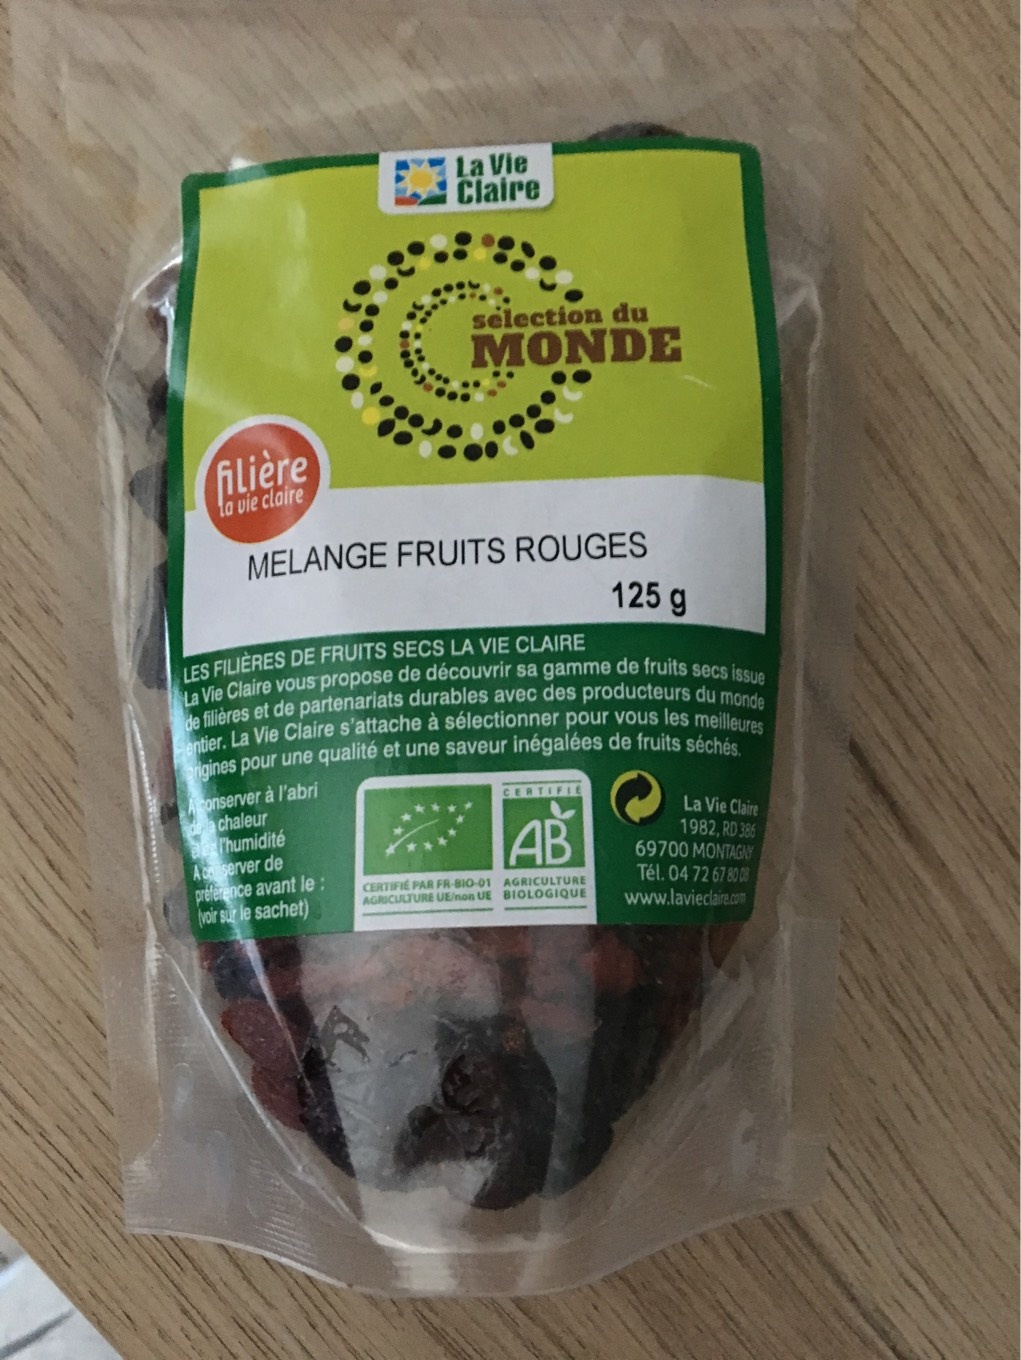 La Vie
Claire
sélection du
MONDE
filière
la vie claire
MELANGE FRUITS ROUGES
125 g
LES FILIÈRES DE FRUITS SECS LA VIE CLAIRE
La Vie Claire vous propose de découvrir sa gamme de fruits secs issue
de filières et de partenariats durables avec des producteurs du monde
entier. La Vie Claire s'attache à sélectionner pour vous les meilleures
origines pour une qualité et une saveur inégalées de fruits séchés.
A conserver à l'abri
de la chaleur
et de l'humidité
A conserver de
préférence avant le :
(voir sur le sachet)
CERTIFIÉ PAR FR-BIO-01
AGRICULTURE UE/non UE
CERTIFIÉ
AB
AGRICULTURE
BIOLOGIQUE
La Vie Claire
1982, RD 386
69700 MONTAGNY
Tél. 04 72 67 80 08
www.lavieclaire.com